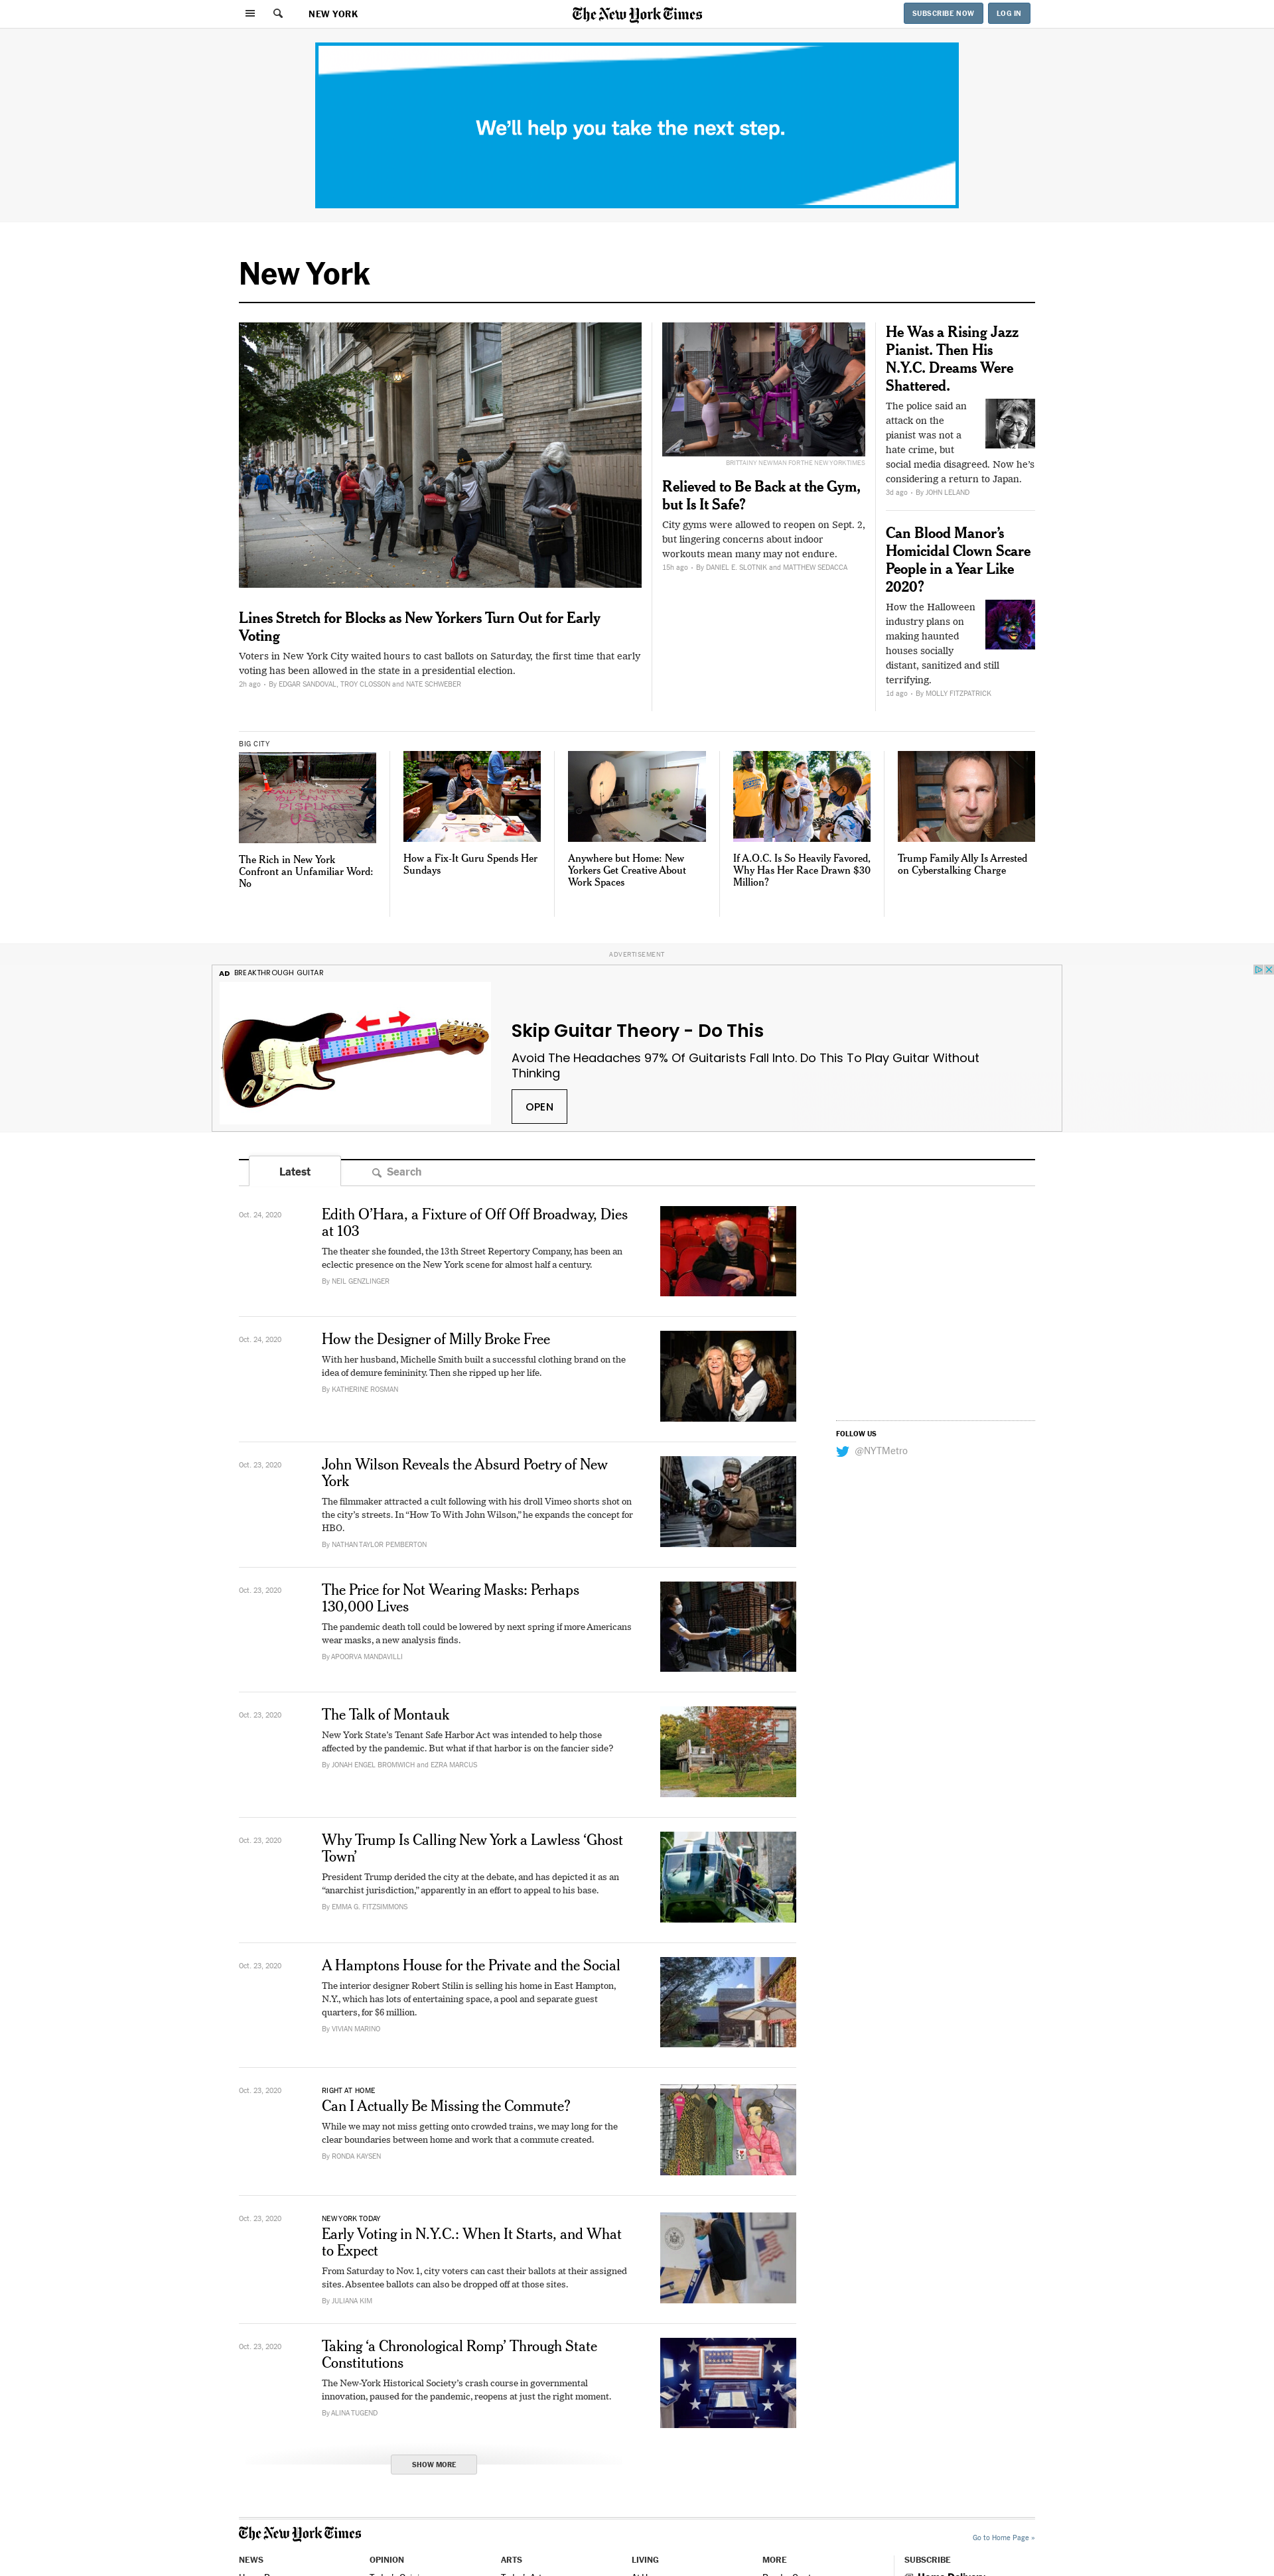 NEW YORK
The New York Times
SUBSCRIBE NOW
LOG IN
We'll help you take the next step.
New York
Lines Stretch for Blocks as New Yorkers Turn Out for Early
Voting
Voters in New York City waited hours to cast ballots on Saturday, the first time that early
voting has been allowed in the state in a presidential election.
2h ago • By EDGAR SANDOVAL, TROY CLOSSON and NATE SCHWEBER
BRITTAINY NEWMAN FOR THE NEW YORK TIMES
Relieved to Be Back at the Gym,
but Is It Safe?
City gyms were allowed to reopen on Sept. 2,
but lingering concerns about indoor
workouts mean many may not endure.
15h ago • By DANIEL E. SLOTNIK and MATTHEW SEDACCA
He Was a Rising Jazz
Pianist. Then His
N.Y.C. Dreams Were
Shattered.
The police said an
attack on the
pianist was not a
hate crime, but
social media disagreed. Now he's
considering a return to Japan.
3d ago • By JOHN LELAND
Can Blood Manor's
Homicidal Clown Scare
People in a Year Like
2020?
How the Halloween
industry plans on
making haunted
houses socially
distant, sanitized and still
terrifying.
1d ago • By MOLLY FITZPATRICK
BIG CITY
The Rich in New York
Confront an Unfamiliar Word:
No
How a Fix-It Guru Spends Her
Sundays
Anywhere but Home: New
Yorkers Get Creative About
Work Spaces
If A.O.C. Is So Heavily Favored,
Why Has Her Race Drawn $30
Million?
Trump Family Ally Is Arrested
on Cyberstalking Charge
ADVERTISEMENT
AD BREAKTHROUGH GUITAR
Skip Guitar Theory - Do This
Avoid The Headaches 97% Of Guitarists Fall Into. Do This To Play Guitar Without
Thinking
OPEN
Latest
Search
Oct. 24, 2020
Edith O'Hara, a Fixture of Off Off Broadway, Dies
at 103
The theater she founded, the 13th Street Repertory Company, has been an
eclectic presence on the New York scene for almost half a century.
By NEIL GENZLINGER
Oct. 24, 2020
How the Designer of Milly Broke Free
With her husband, Michelle Smith built a successful clothing brand on the
idea of demure femininity. Then she ripped up her life.
By KATHERINE ROSMAN
FOLLOW US
@NYTMetro
Oct. 23, 2020
John Wilson Reveals the Absurd Poetry of New
York
The filmmaker attracted a cult following with his droll Vimeo shorts shot on
the city's streets. In “How To With John Wilson,” he expands the concept for
HBO.
By NATHAN TAYLOR PEMBERTON
Oct. 23, 2020
The Price for Not Wearing Masks: Perhaps
130,000 Lives
The pandemic death toll could be lowered by next spring if more Americans
wear masks, a new analysis finds.
By APOORVA MANDAVILLI
Oct. 23, 2020
The Talk of Montauk
New York State's Tenant Safe Harbor Act was intended to help those
affected by the pandemic. But what if that harbor is on the fancier side?
By JONAH ENGEL BROMWICH and EZRA MARCUS
Oct. 23, 2020
Why Trump Is Calling New York a Lawless ‘Ghost
Town’
President Trump derided the city at the debate, and has depicted it as an
“anarchist jurisdiction,” apparently in an effort to appeal to his base.
By EMMA G. FITZSIMMONS
Oct. 23, 2020
A Hamptons House for the Private and the Social
The interior designer Robert Stilin is selling his home in East Hampton,
N.Y., which has lots of entertaining space, a pool and separate guest
quarters, for $6 million.
By VIVIAN MARINO
Oct. 23, 2020
RIGHT AT HOME
Can I Actually Be Missing the Commute?
While we may not miss getting onto crowded trains, we may long for the
clear boundaries between home and work that a commute created.
By RONDA KAYSEN
Oct. 23, 2020
NEW YORK TODAY
Early Voting in N.Y.C.: When It Starts, and What
to Expect
From Saturday to Nov. 1, city voters can cast their ballots at their assigned
sites. Absentee ballots can also be dropped off at those sites.
By JULIANA KIM
Oct. 23, 2020
Taking ‘a Chronological Romp’ Through State
Constitutions
The New-York Historical Society's crash course in governmental
innovation, paused for the pandemic, reopens at just the right moment.
By ALINA TUGEND
SHOW MORE
The New York Times
Go to Home Page »
NEWS
OPINION
ARTS
LIVING
MORE
SUBSCRIBE